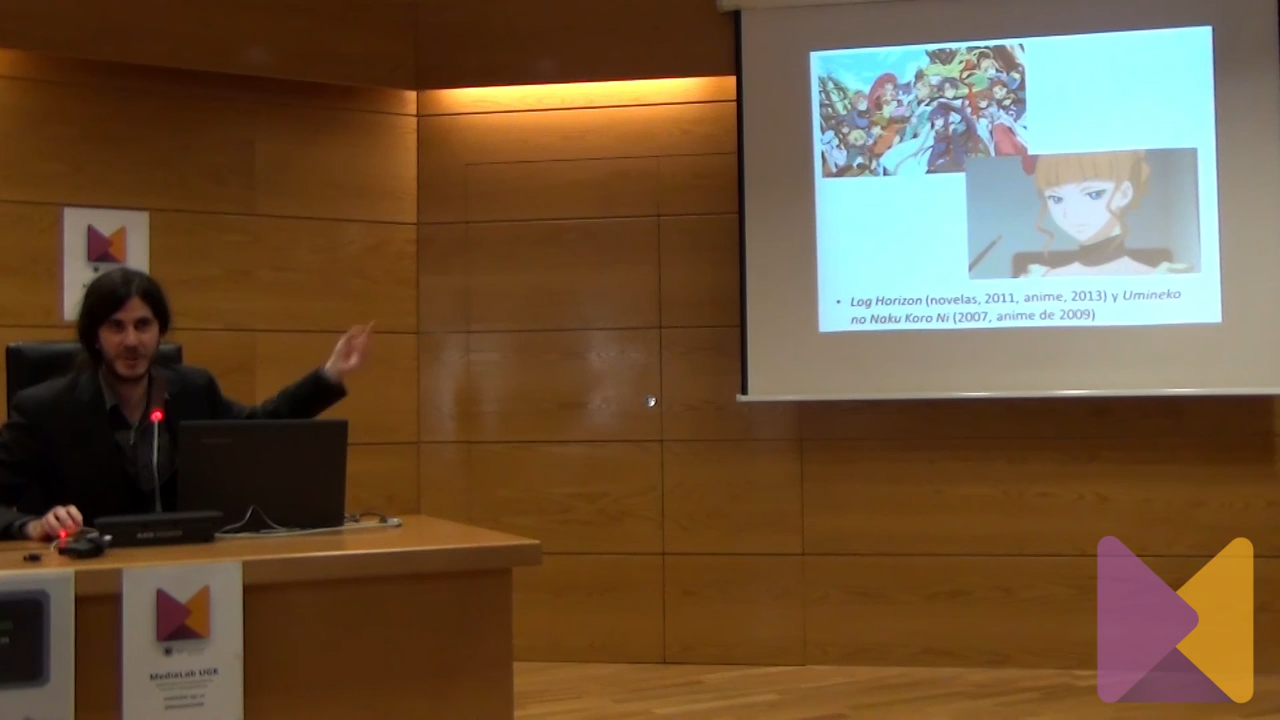 • Log Horizon (novelas, 2011, anime, 2013) y Umineko
no Naku Koro Ni (2007, anime de 2009)
MediaLab UGR